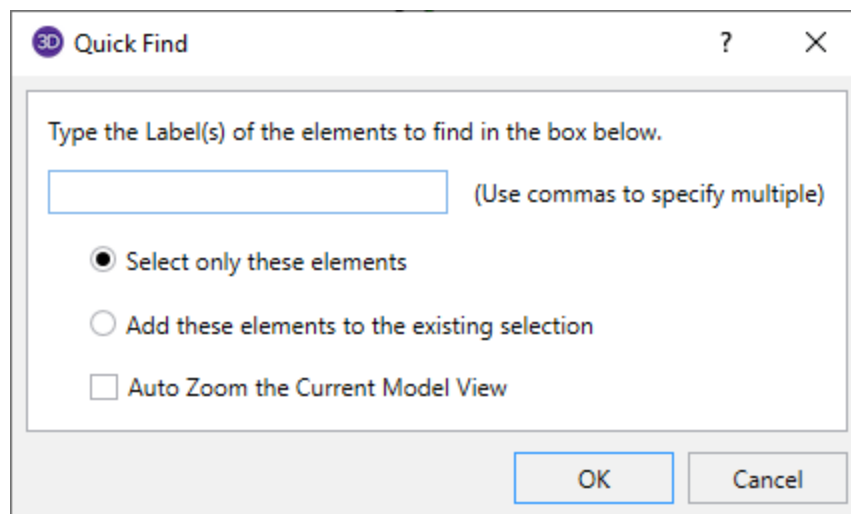 3D Quick Find ?
Type the Label(s) of the elements to find in the box below.
(Use commas to specify multiple)
Select only these elements
Add these elements to the existing selection
Auto Zoom the Current Model View
OK Cancel